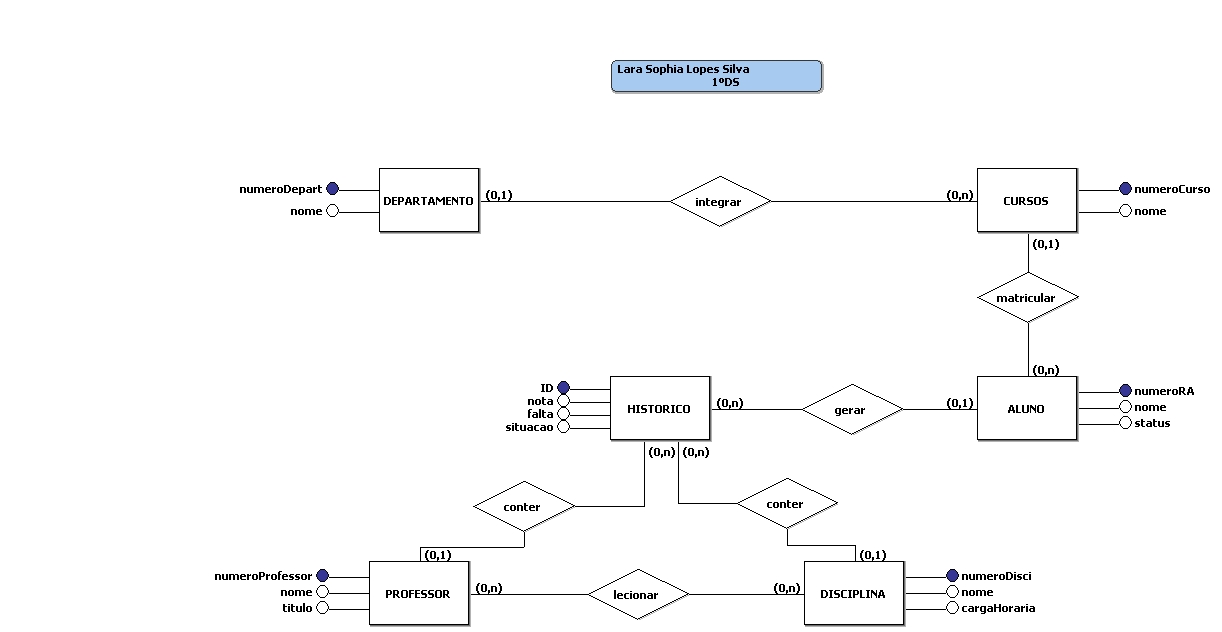 Lara Sophia Lopes Silva
1ºDS
numeroDepart
nome
DEPARTAMENTO
(0,1)
integrar
(0,n)
CURSOS
numeroCurso
nome
(0,1)
matricular
(0,n)
ID
nota
falta
situacao
HISTORICO
(0,n)
gerar
(0,1)
ALUNO
numeroRA
nome
status
(0,n) (0,n)
conter
conter
(0,1)
(0,1)
numeroProfessor
nome
titulo
PROFESSOR
(0,n)
lecionar
(0,n)
DISCIPLINA
numeroDisci
nome
cargaHoraria